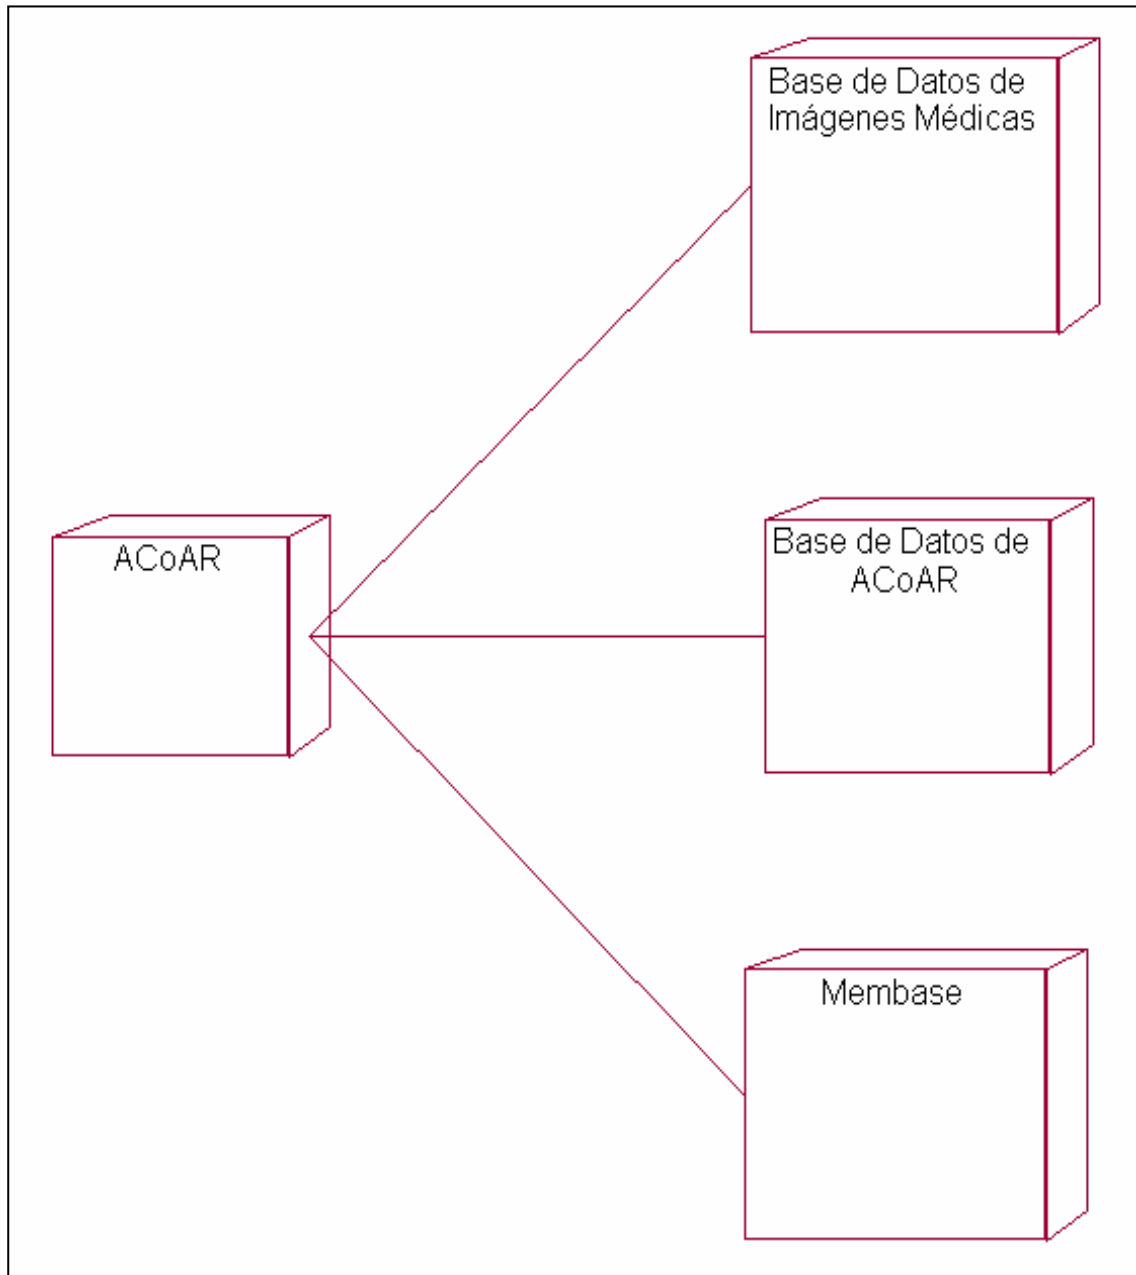 Base de Datos de
Imágenes Médicas
ACoAR
Base de Datos de
ACoAR
Membase